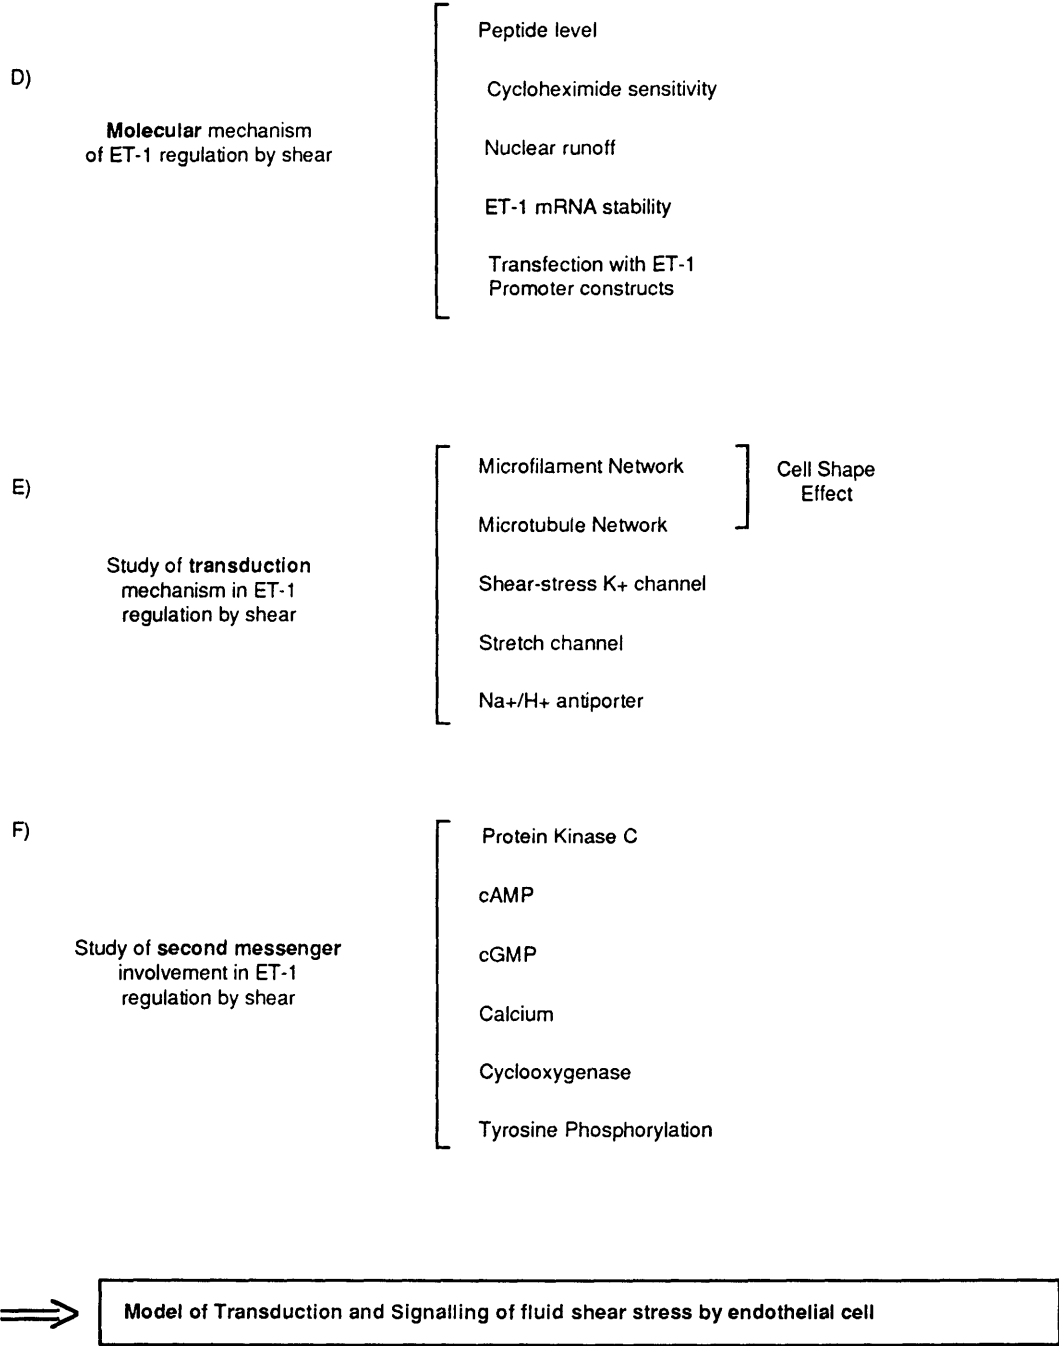 D)
Molecular mechanism
of ET-1 regulation by shear
Peptide level
Cycloheximide sensitivity
Nuclear runoff
ET-1 mRNA stability
Transfection with ET-1
Promoter constructs
E)
Study of transduction
mechanism in ET-1
regulation by shear
Microfilament Network
Microtubule Network
Shear-stress K+ channel
Stretch channel
Na+/H+ antiporter
Cell Shape
Effect
F)
Study of second messenger
involvement in ET-1
regulation by shear
Protein Kinase C
cAMP
cGMP
Calcium
Cyclooxygenase
Tyrosine Phosphorylation
Model of Transduction and Signalling of fluid shear stress by endothelial cell